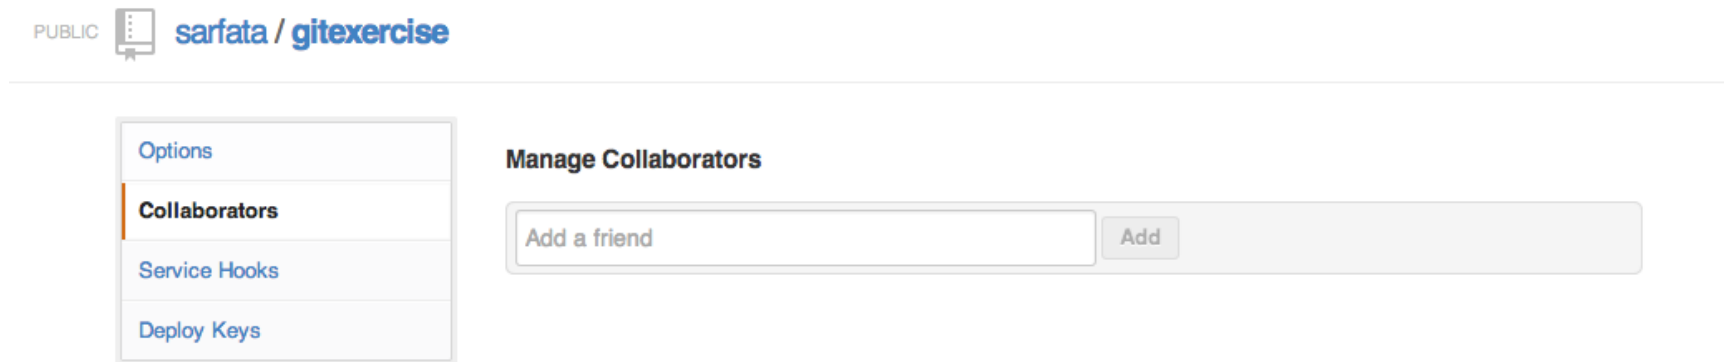 PUBLIC sarfata / gitexercise
Options
Collaborators
Service Hooks
Deploy Keys
Manage Collaborators
Add a friend Add